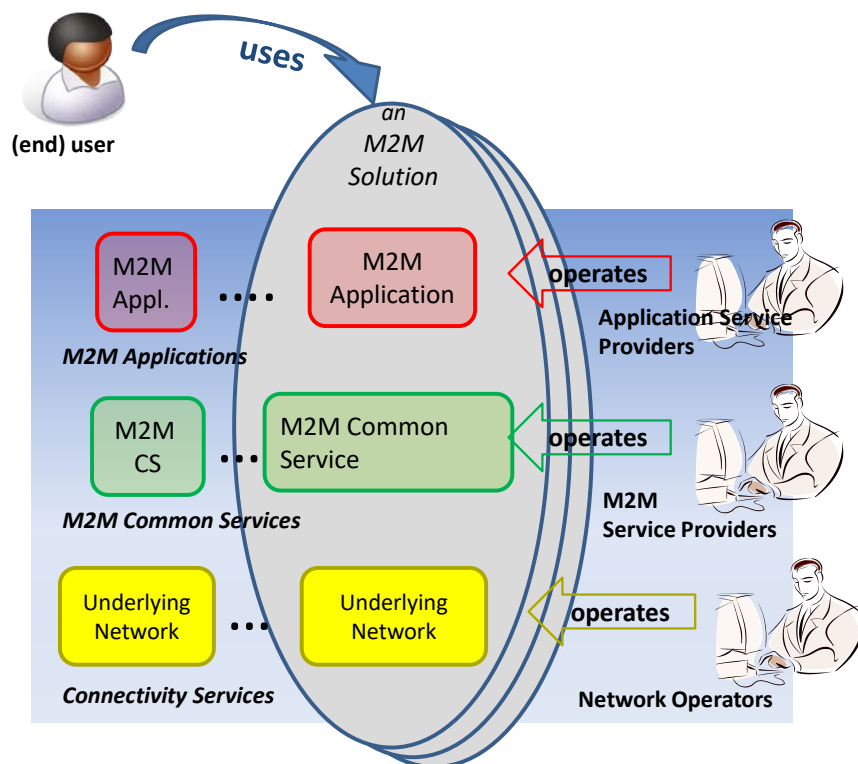 uses
(end) user
an
M2M
Solution
M2M
Appl.
....
M2M
Application
operates
Application Service
Providers
M2M Applications
M2M
CS
...
M2M Common
Service
operates
M2M
Service Providers
M2M Common Services
Underlying
Network
...
Underlying
Network
operates
Network Operators
Connectivity Services